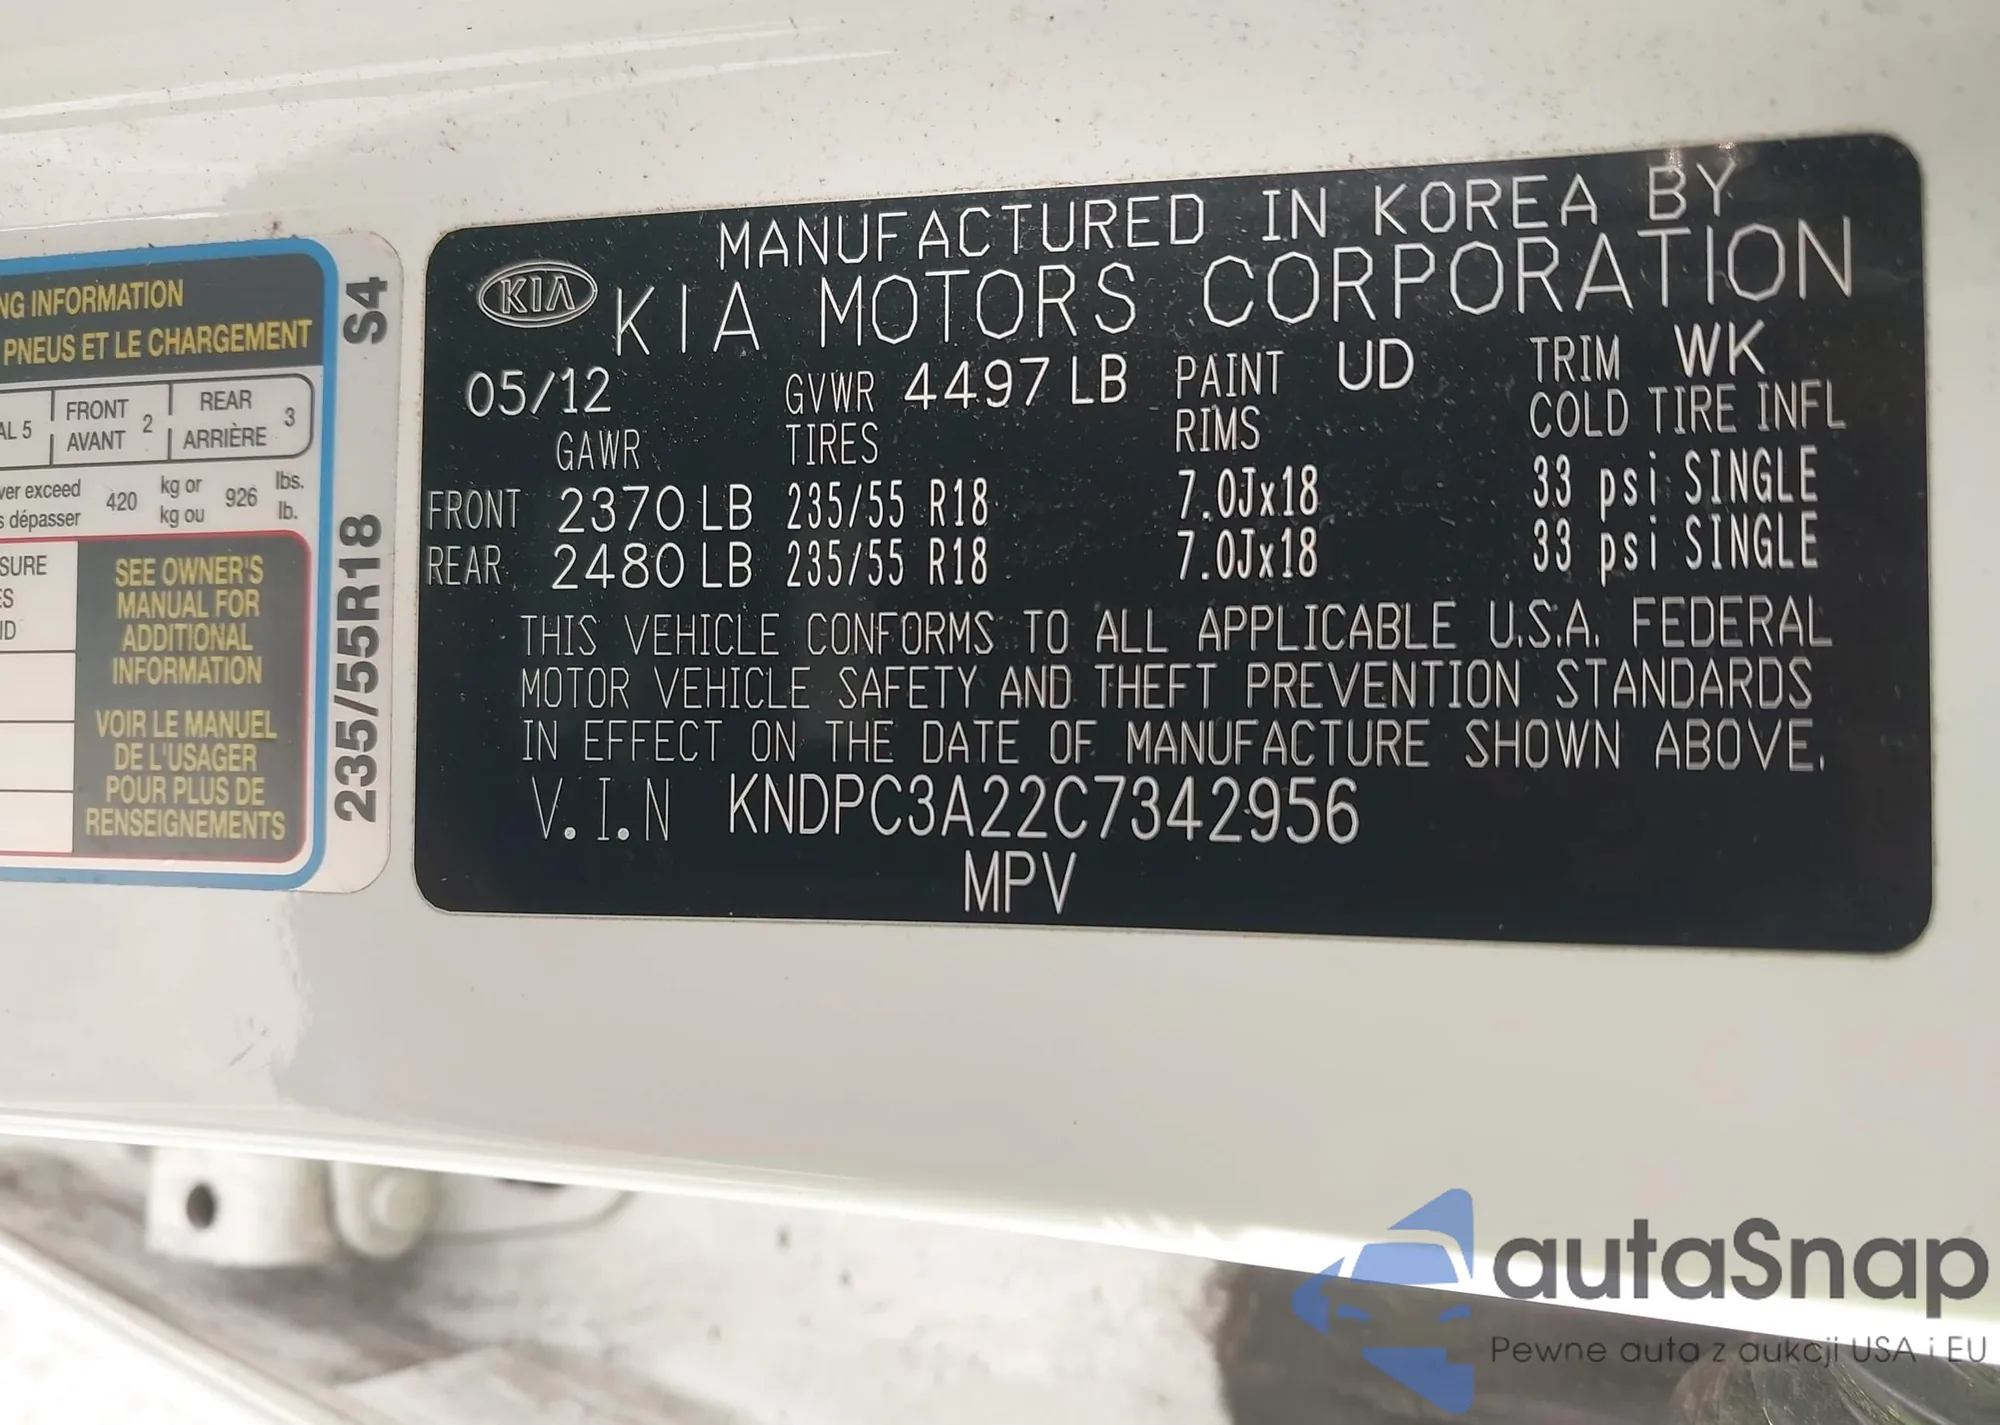 NG INFORMATION
PNEUS ET LE CHARGEMENT
AL 5 FRONT 2 REAR 3
AVANT ARRIÈRE
ver exceed 420 kg or 926 lbs.
s dépasser kg ou lb.
SURE
ES
ND
SEE OWNER'S
MANUAL FOR
ADDITIONAL
INFORMATION
VOIR LE MANUEL
DE L'USAGER
POUR PLUS DE
RENSEIGNEMENTS
235/55R18 S4
MANUFACTURED IN KOREA BY
KIA KIA MOTORS CORPORATION
05/12 GVWR 4497 LB PAINT UD TRIM WK
GAWR TIRES RIMS COLD TIRE INFL
FRONT 2370 LB 235/55 R18 7.0Jx18 33 psi SINGLE
REAR 2480 LB 235/55 R18 7.0Jx18 33 psi SINGLE
THIS VEHICLE CONFORMS TO ALL APPLICABLE U.S.A. FEDERAL
MOTOR VEHICLE SAFETY AND THEFT PREVENTION STANDARDS
IN EFFECT ON THE DATE OF MANUFACTURE SHOWN ABOVE.
V.I.N KNDPC3A22C7342956
MPV
autaSnap
Pewne auta z aukcji USA i EU